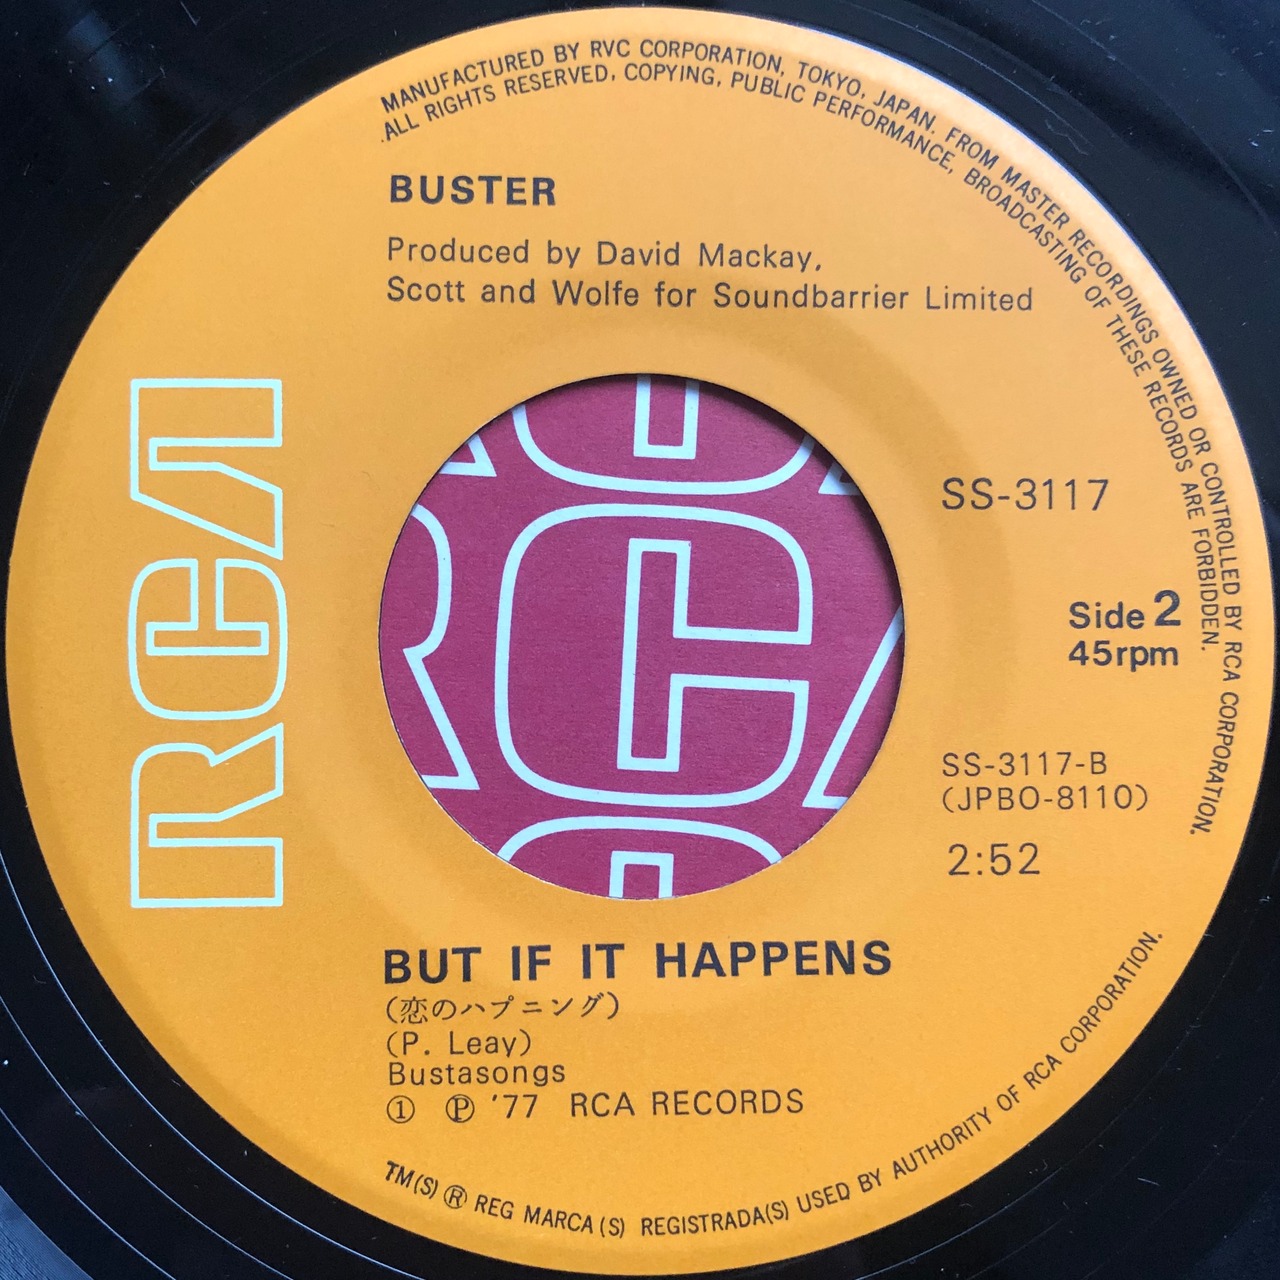 MANUFACTURED BY RVC CORPORATION, TOKYO, JAPAN. FROM MASTER RECORDINGS OWNED OR CONTROLLED BY RCA CORPORATION.
ALL RIGHTS RESERVED, COPYING, PUBLIC PERFORMANCE, BROADCASTING OF THESE RECORDS ARE FORBIDDEN.
BUSTER
Produced by David Mackay,
Scott and Wolfe for Soundbarrier Limited
RCA
SS-3117
Side 2
45rpm
SS-3117-B
(JPBO-8110)
2:52
BUT IF IT HAPPENS
(恋のハプニング)
(P. Leay)
Bustasongs
① Ⓟ '77 RCA RECORDS
TM(S) ® REG MARCA(S) REGISTRADA(S) USED BY AUTHORITY OF RCA CORPORATION.
RCA